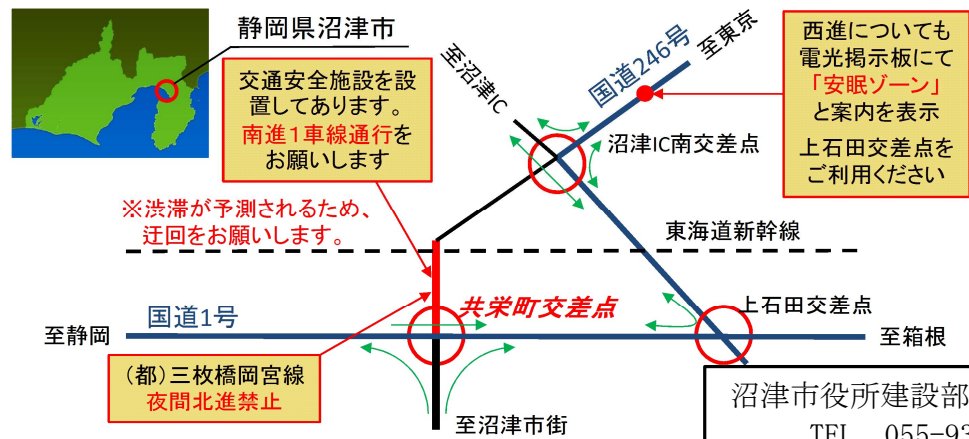 静岡県沼津市
交通安全施設を設
置してあります。
南進1車線通行を
お願いします
※渋滞が予測されるため、
迂回をお願いします。
至沼津IC
国道246号
至東京
沼津IC南交差点
西進についても
電光掲示板にて
「安眠ゾーン」
と案内を表示
上石田交差点を
ご利用ください
東海道新幹線
国道1号
共栄町交差点
上石田交差点
至静岡
至箱根
(都)三枚橋岡宮線
夜間北進禁止
至沼津市街
沼津市役所建設部
TEL 055-93